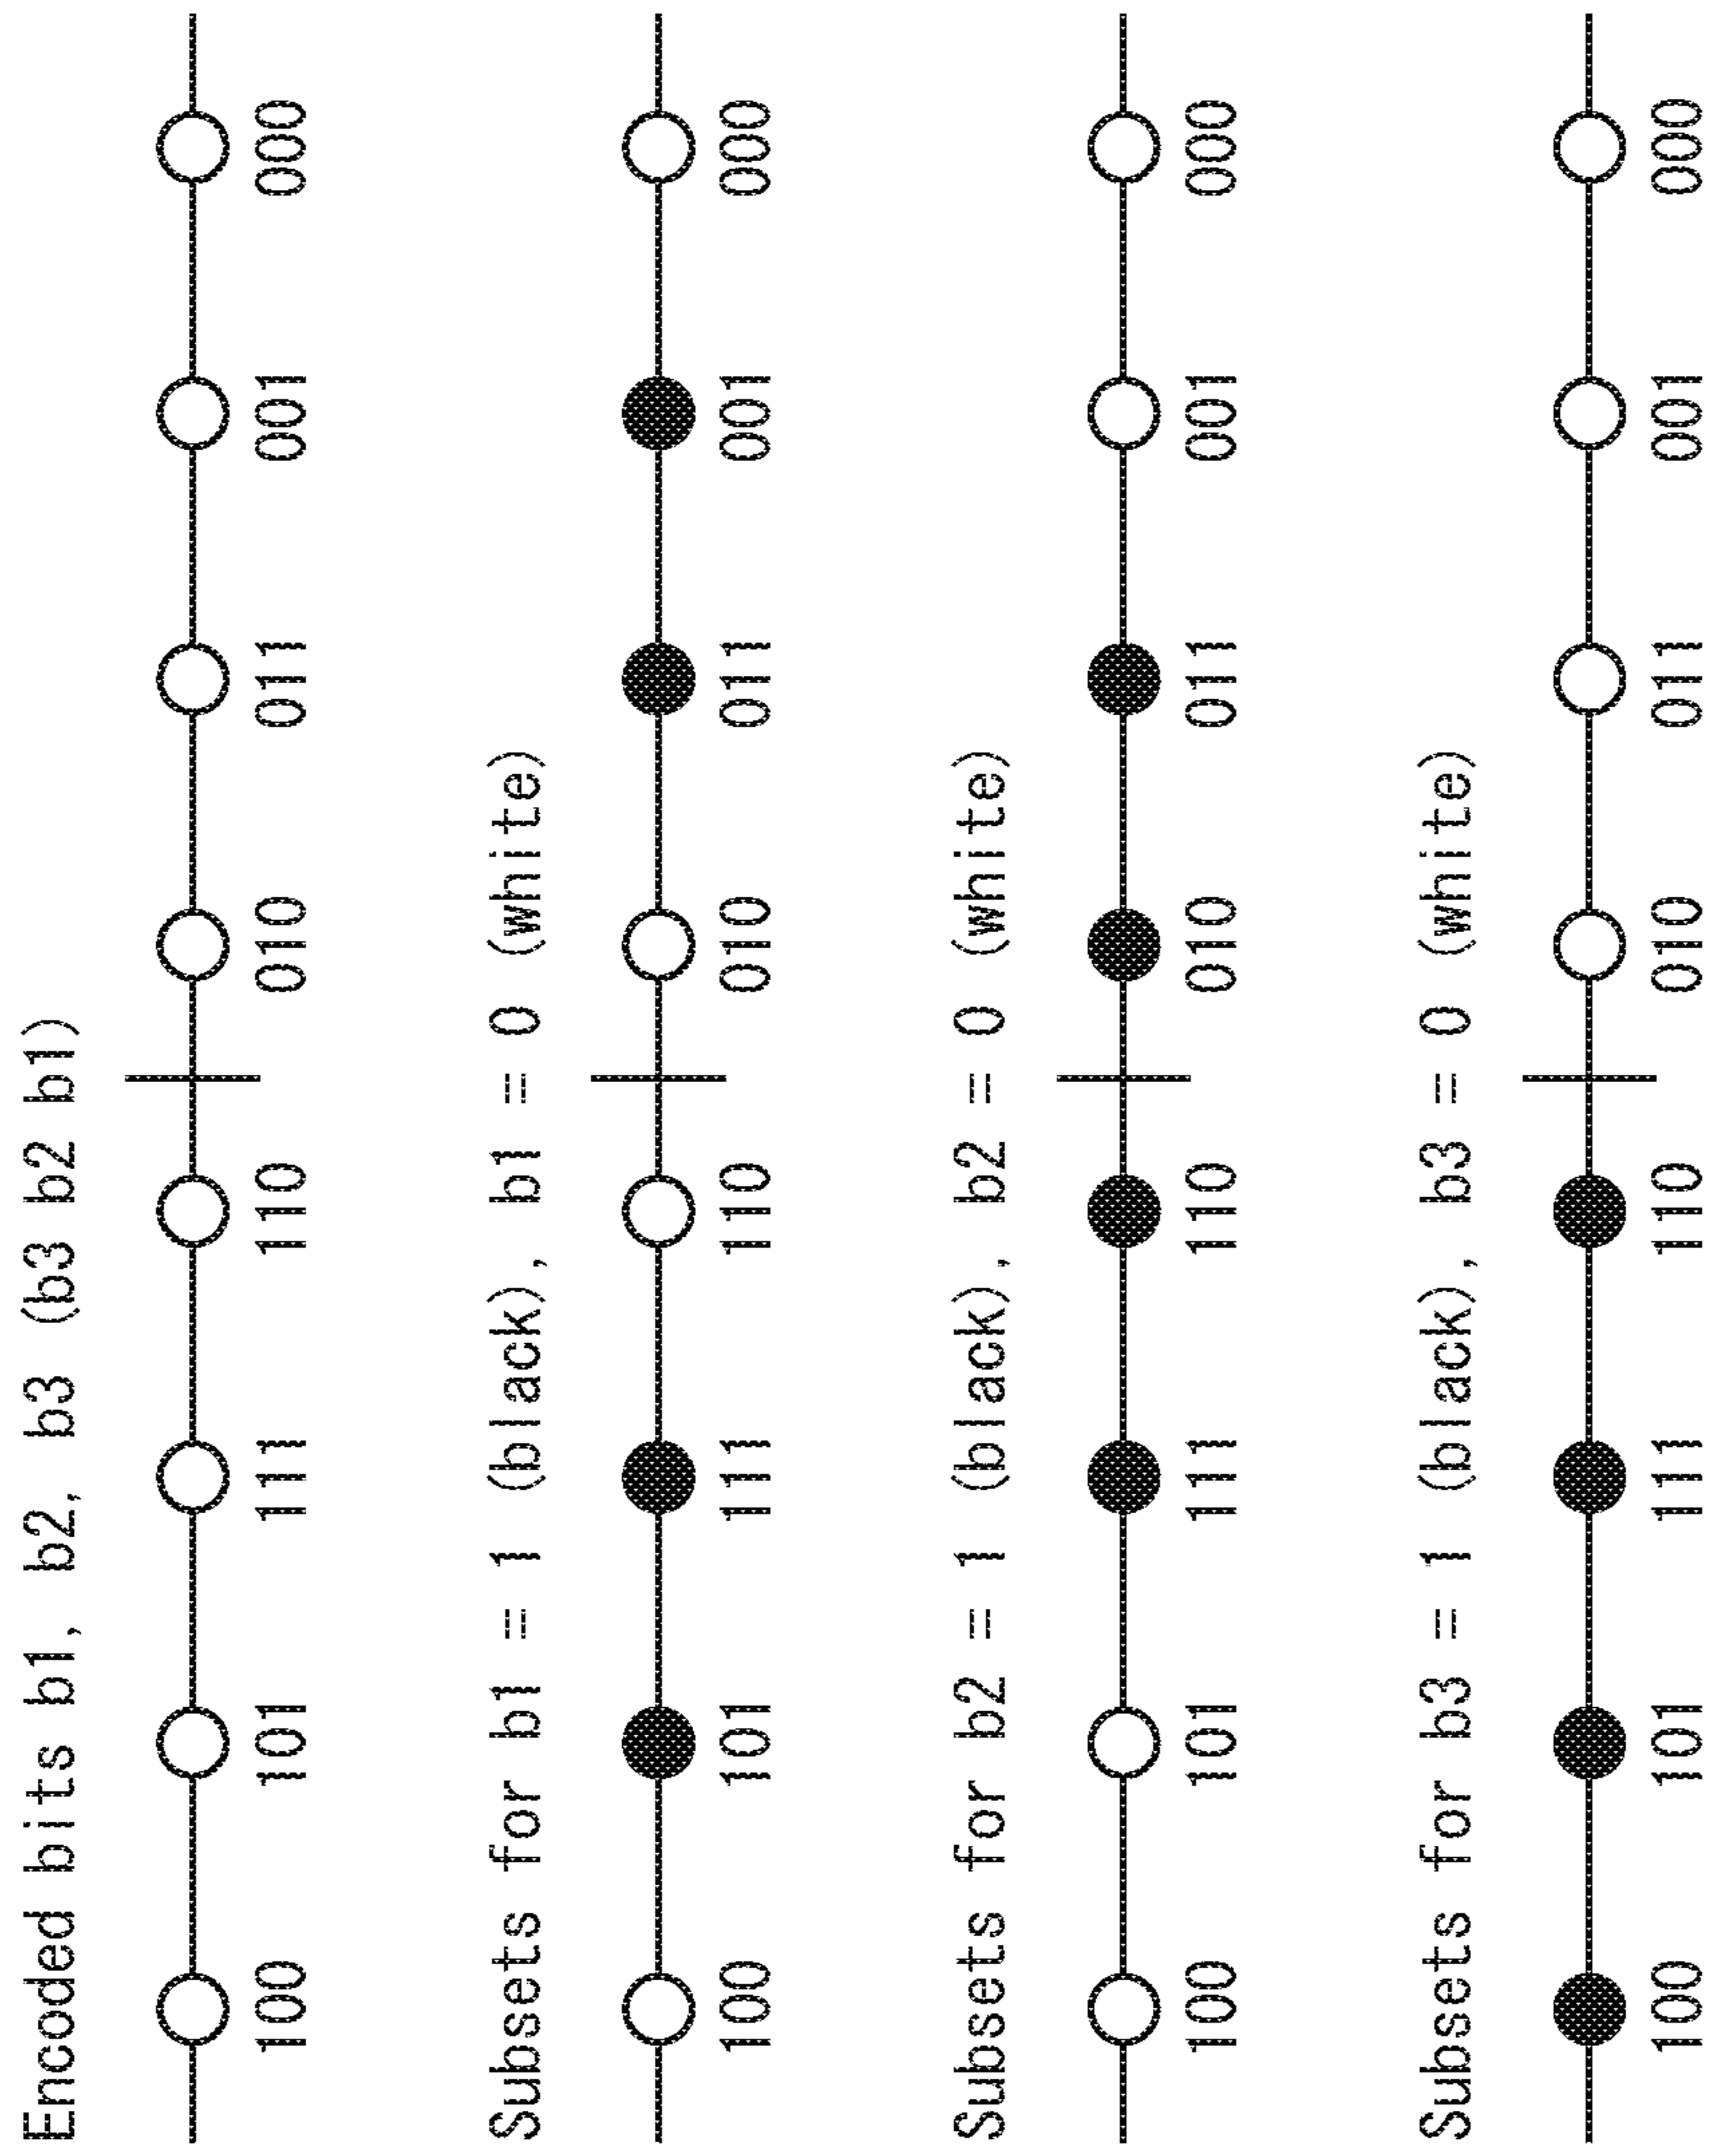 Encoded bits b1, b2, b3 (b3 b2 b1)
100 101 111 110 010 011 001 000
Subsets for b1 = 1 (black), b1 = 0 (white)
100 101 111 110 010 011 001 000
Subsets for b2 = 1 (black), b2 = 0 (white)
100 101 111 110 010 011 001 000
Subsets for b3 = 1 (black), b3 = 0 (white)
100 101 111 110 010 011 001 000